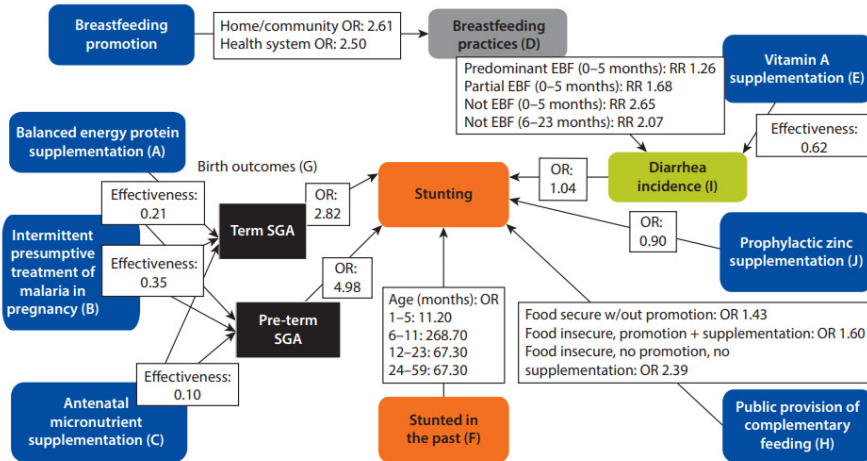 Breastfeeding
promotion
Home/community OR: 2.61
Health system OR: 2.50
Breastfeeding
practices (D)
Vitamin A
supplementation (E)
Predominant EBF (0–5 months): RR 1.26
Partial EBF (0–5 months): RR 1.68
Not EBF (0–5 months): RR 2.65
Not EBF (6–23 months): RR 2.07
Effectiveness:
0.62
Balanced energy protein
supplementation (A)
Birth outcomes (G)
Effectiveness:
0.21
OR:
2.82
Term SGA
Stunting
OR:
1.04
Diarrhea
incidence (I)
Intermittent
presumptive
treatment of
malaria in
pregnancy (B)
Effectiveness:
0.35
OR:
4.98
Pre-term
SGA
OR:
0.90
Prophylactic zinc
supplementation (J)
Age (months): OR
1–5: 11.20
6–11: 268.70
12–23: 67.30
24–59: 67.30
Food secure w/out promotion: OR 1.43
Food insecure, promotion + supplementation: OR 1.60
Food insecure, no promotion, no
supplementation: OR 2.39
Effectiveness:
0.10
Antenatal
micronutrient
supplementation (C)
Stunted in
the past (F)
Public provision of
complementary
feeding (H)